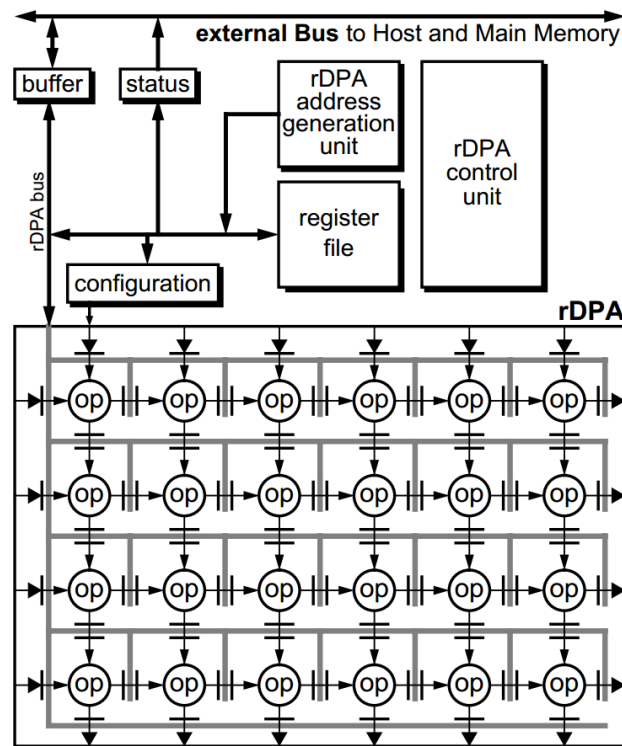 external Bus to Host and Main Memory
buffer
status
rDPA
address
generation
unit
rDPA
control
unit
rDPA bus
register
file
configuration
rDPA
op op op op op op
op op op op op op
op op op op op op
op op op op op op